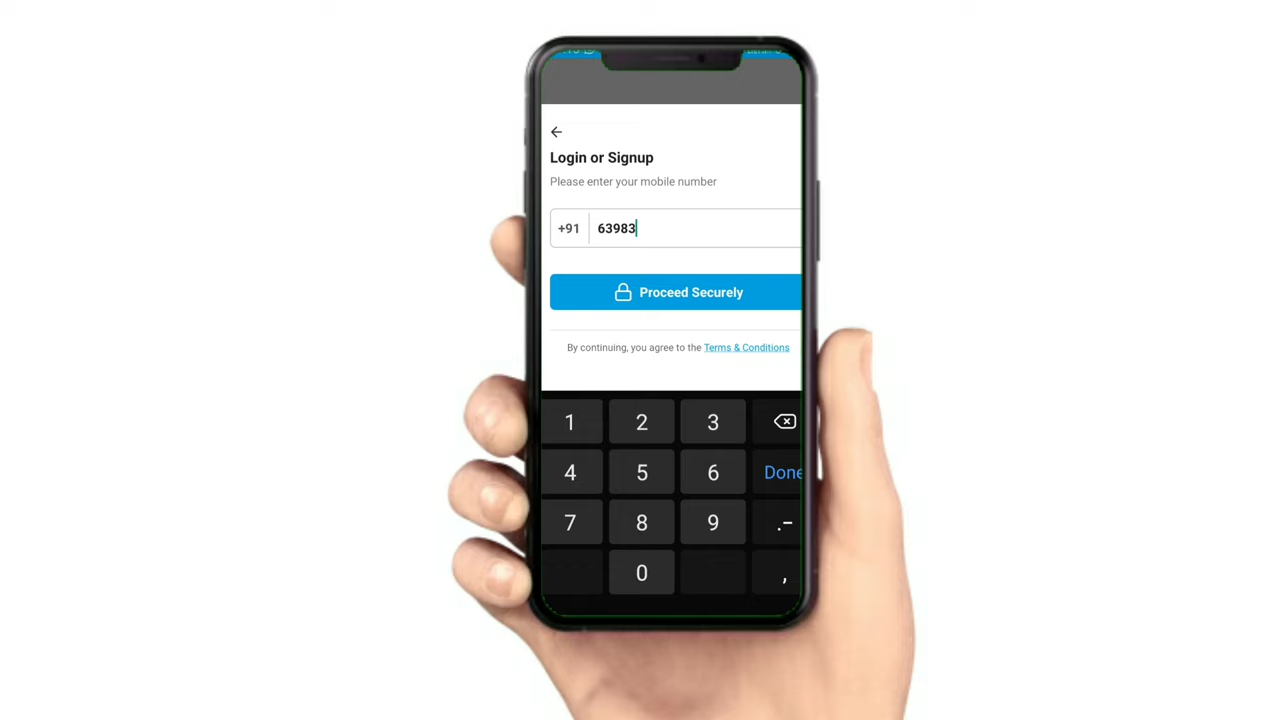 Login or Signup
Please enter your mobile number
+91 63983
Proceed Securely
By continuing, you agree to the Terms & Conditions
1 2 3
4 5 6 Done
7 8 9 .-
0 ,